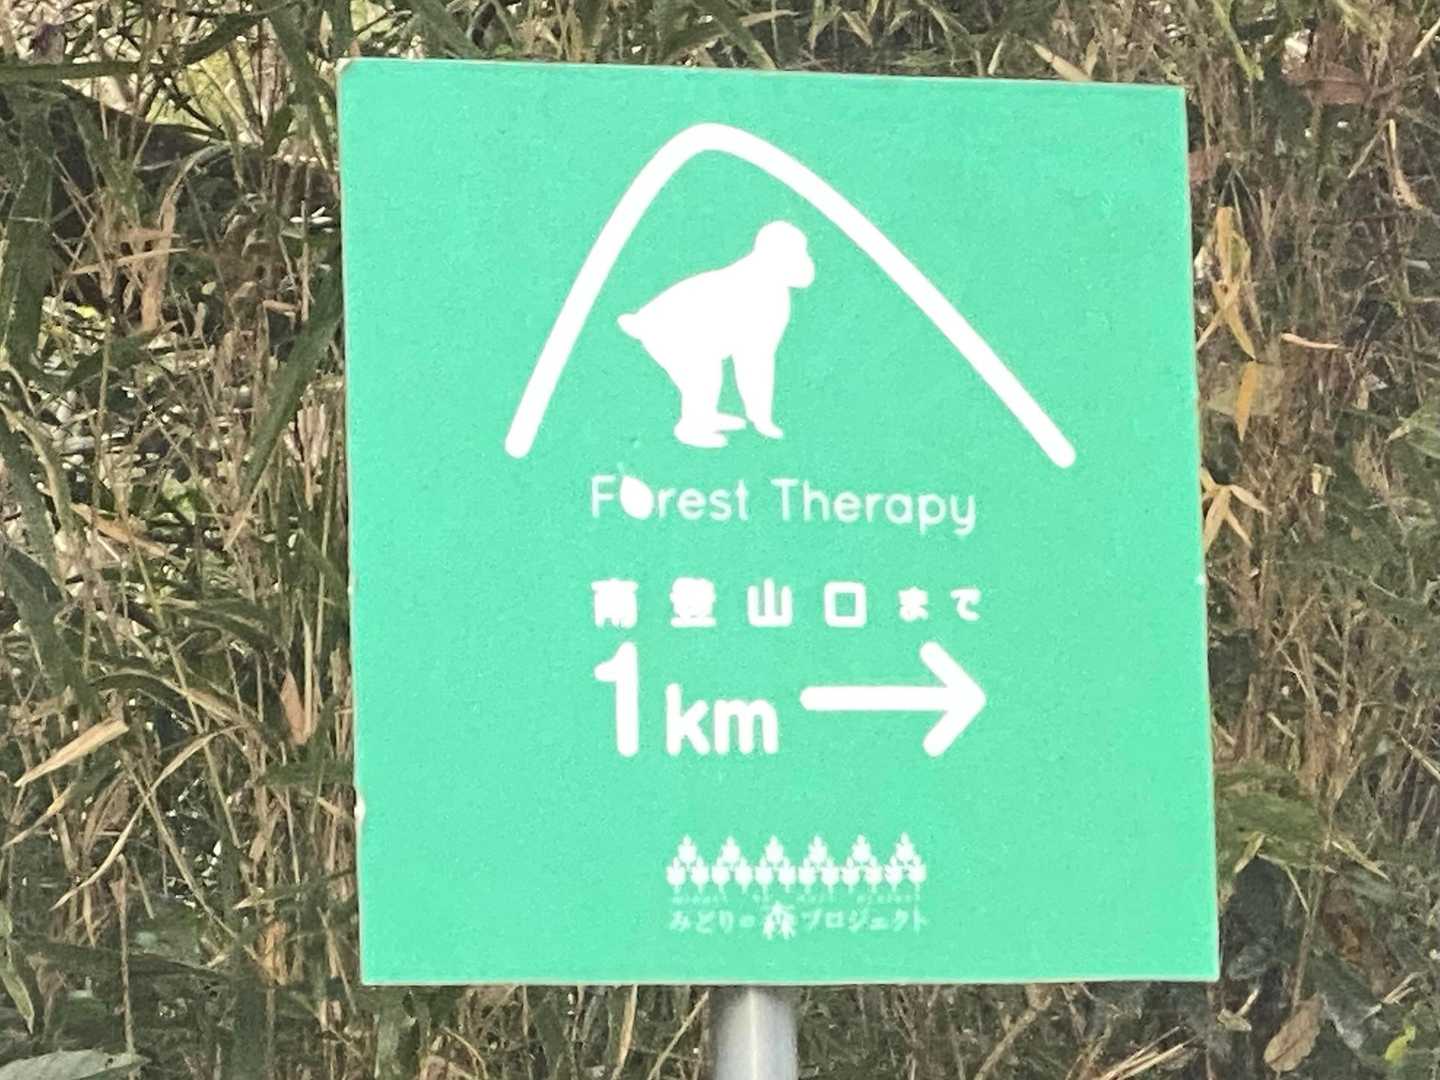 Forest Therapy
南登山口まで
1km →
みどりの森プロジェクト